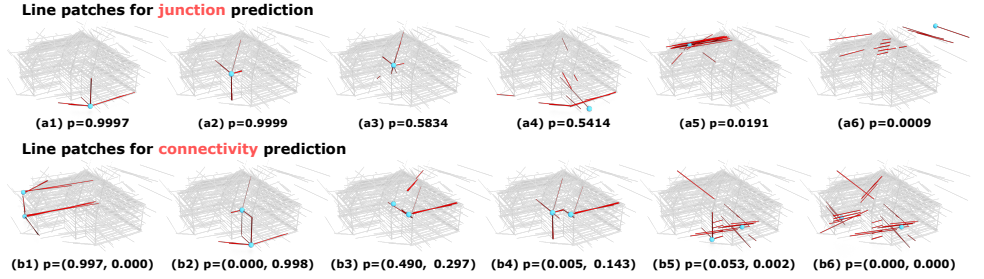 Line patches for junction prediction
(a1) p=0.9997 (a2) p=0.9999 (a3) p=0.5834 (a4) p=0.5414 (a5) p=0.0191 (a6) p=0.0009
Line patches for connectivity prediction
(b1) p=(0.997, 0.000) (b2) p=(0.000, 0.998) (b3) p=(0.490, 0.297) (b4) p=(0.005, 0.143) (b5) p=(0.053, 0.002) (b6) p=(0.000, 0.000)